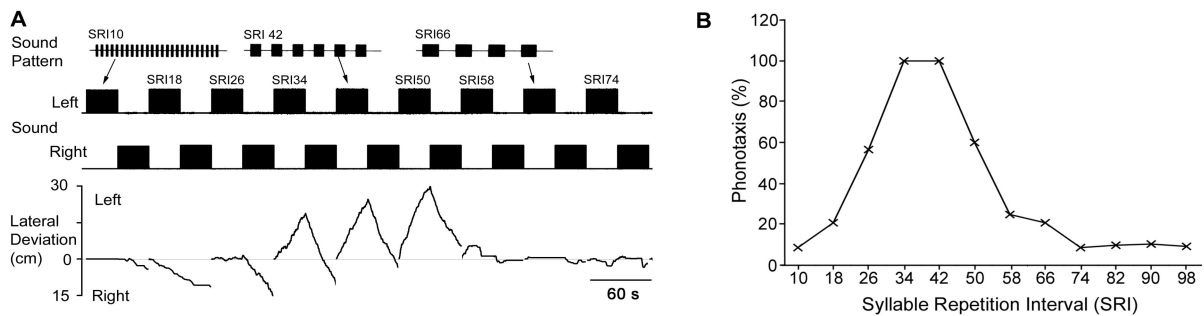 A
Sound
Pattern
SRI10
SRI 42
SRI66
SRI18
SRI26
SRI34
SRI50
SRI58
SRI74
Left
Sound
Right
30
Left
Lateral
Deviation
(cm)
0
15
Right
60 s
B
Phonotaxis (%)
120
100
80
60
40
20
0
10 18 26 34 42 50 58 66 74 82 90 98
Syllable Repetition Interval (SRI)